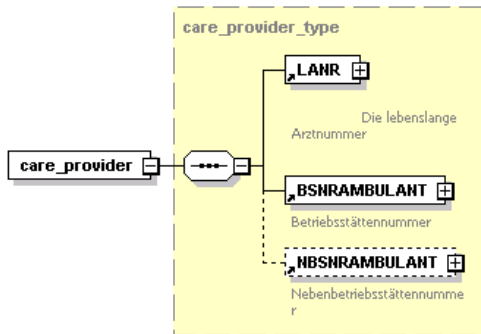 care_provider_type
LANR
Die lebenslange
Arztnummer
care_provider
BSNRAMBULANT
Betriebsstättennummer
NBSNRAMBULANT
Nebenbetriebsstättennumme
r